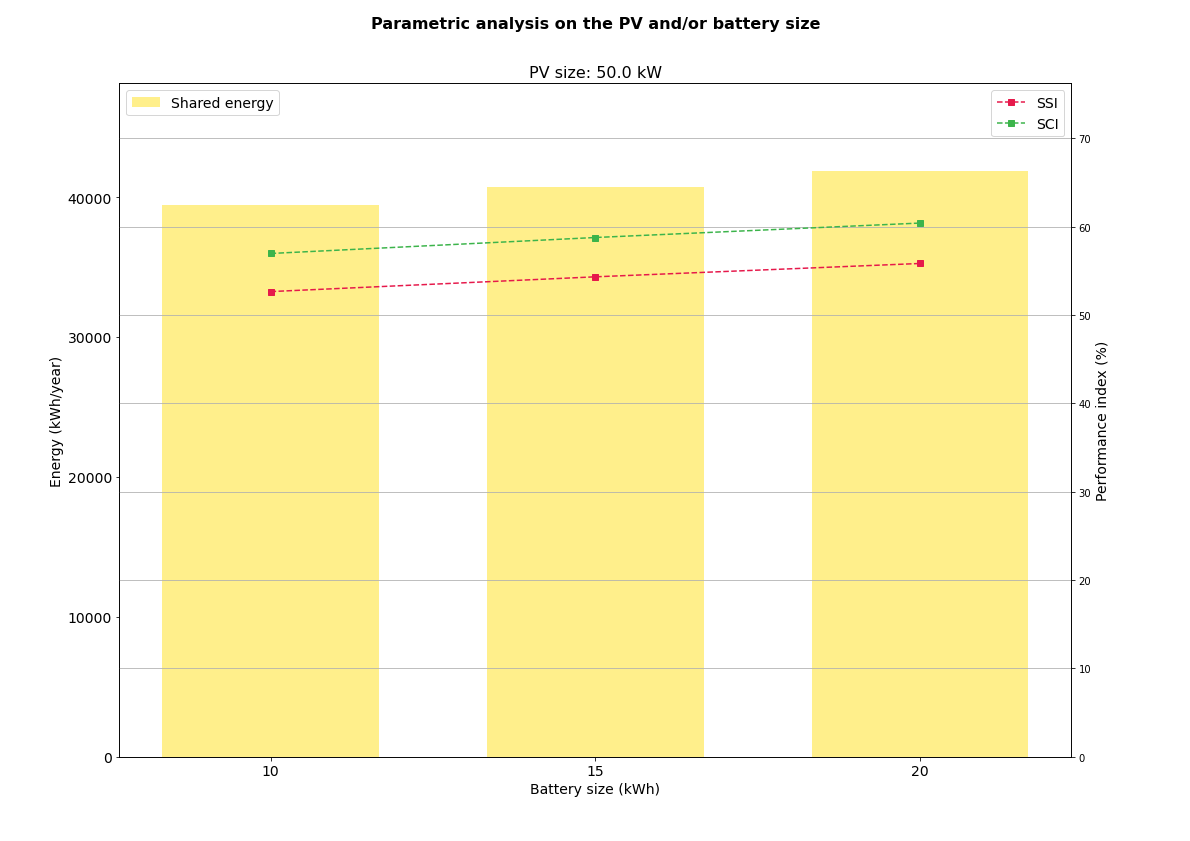 Parametric analysis on the PV and/or battery size
PV size: 50.0 kW
Shared energy
SSI
SCI
Energy (kWh/year)
40000
30000
20000
10000
0
70
60
50
40
30
20
10
0
Performance index (%)
10
15
20
Battery size (kWh)